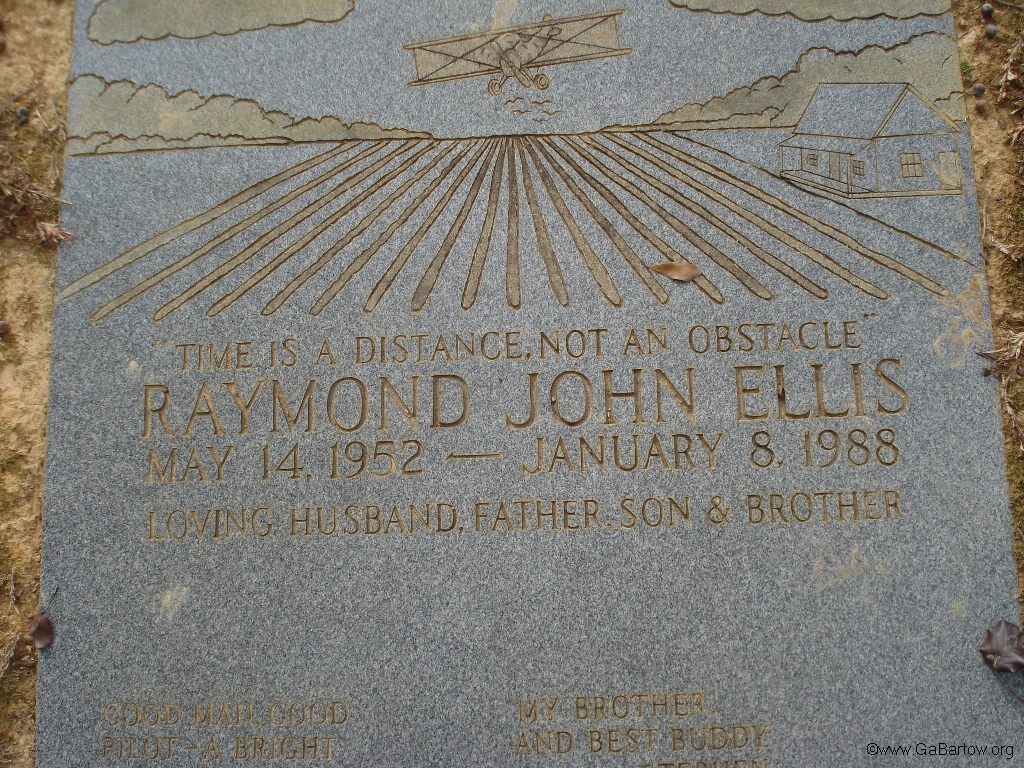 "TIME IS A DISTANCE, NOT AN OBSTACLE"
RAYMOND JOHN ELLIS
MAY 14, 1952 — JANUARY 8, 1988
LOVING HUSBAND, FATHER, SON & BROTHER
GOOD MAN, GOOD
PILOT - A BRIGHT
MY BROTHER,
AND BEST BUDDY
STEPHEN
©www.GaBartow.org